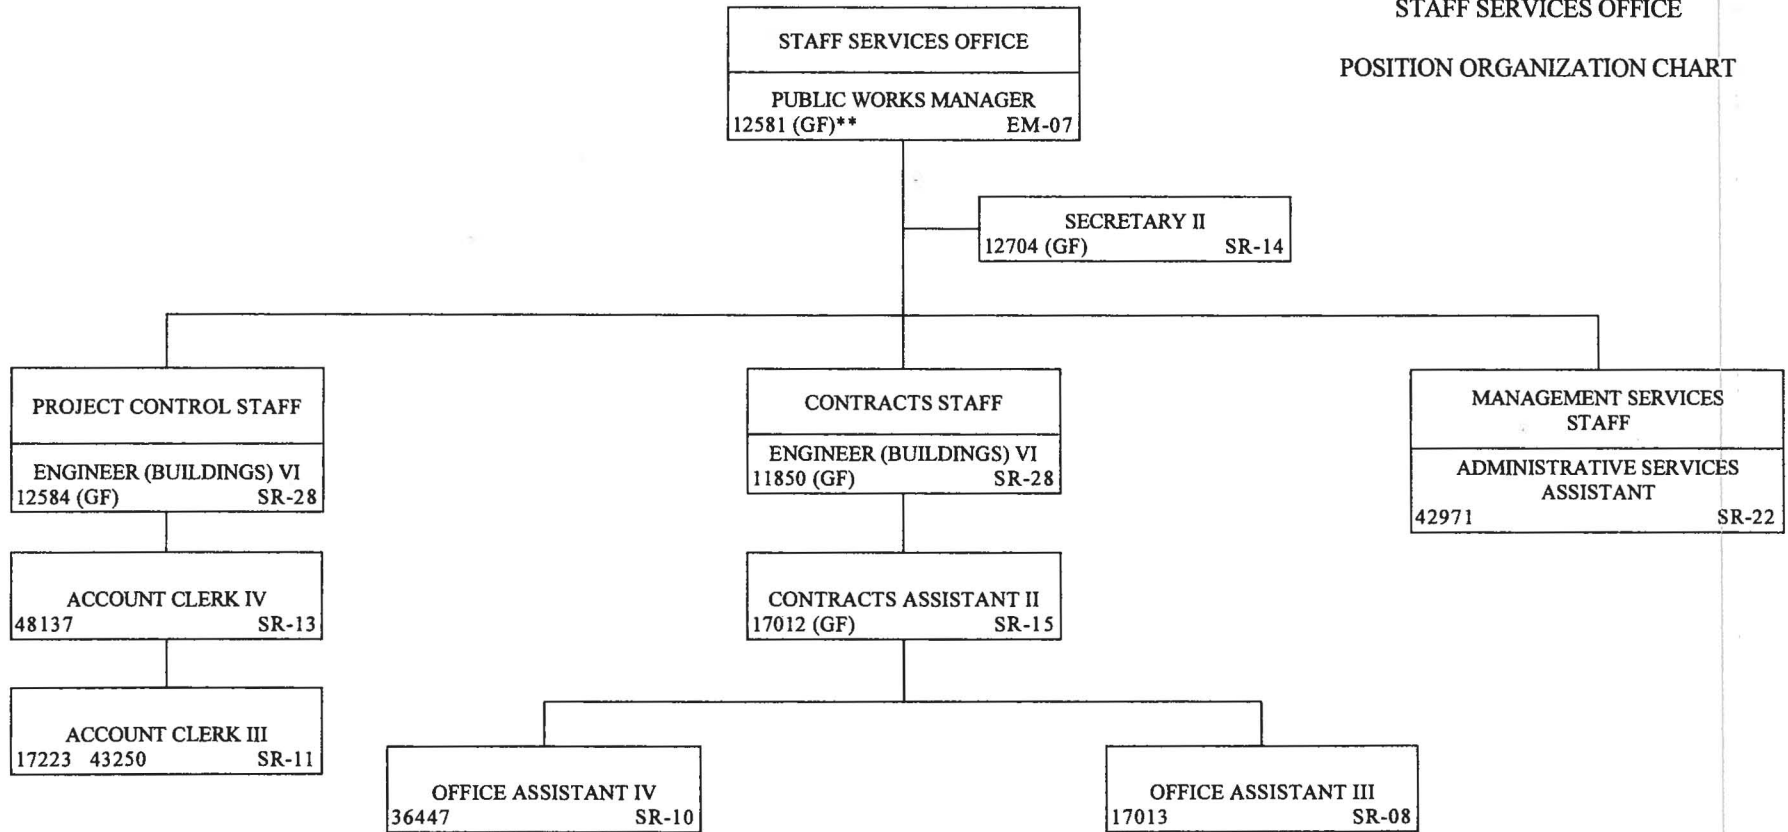 STAFF SERVICES OFFICE
POSITION ORGANIZATION CHART
STAFF SERVICES OFFICE
PUBLIC WORKS MANAGER
12581 (GF)** EM-07
SECRETARY II
12704 (GF) SR-14
PROJECT CONTROL STAFF
ENGINEER (BUILDINGS) VI
12584 (GF) SR-28
ACCOUNT CLERK IV
48137 SR-13
ACCOUNT CLERK III
17223 43250 SR-11
CONTRACTS STAFF
ENGINEER (BUILDINGS) VI
11850 (GF) SR-28
CONTRACTS ASSISTANT II
17012 (GF) SR-15
OFFICE ASSISTANT IV
36447 SR-10
OFFICE ASSISTANT III
17013 SR-08
MANAGEMENT SERVICES
STAFF
ADMINISTRATIVE SERVICES
ASSISTANT
42971 SR-22